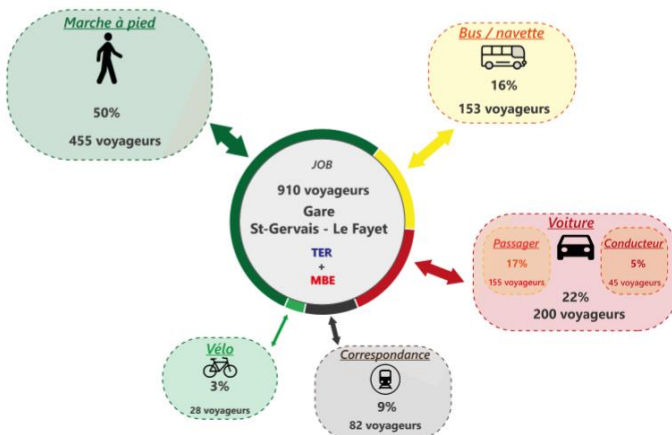 Marche à pied
50%
455 voyageurs
Bus / navette
16%
153 voyageurs
JOB
910 voyageurs
Gare
St-Gervais - Le Fayet
TER
+
MBE
Voiture
Passager
17%
155 voyageurs
Conducteur
5%
45 voyageurs
22%
200 voyageurs
Vélo
3%
28 voyageurs
Correspondance
9%
82 voyageurs